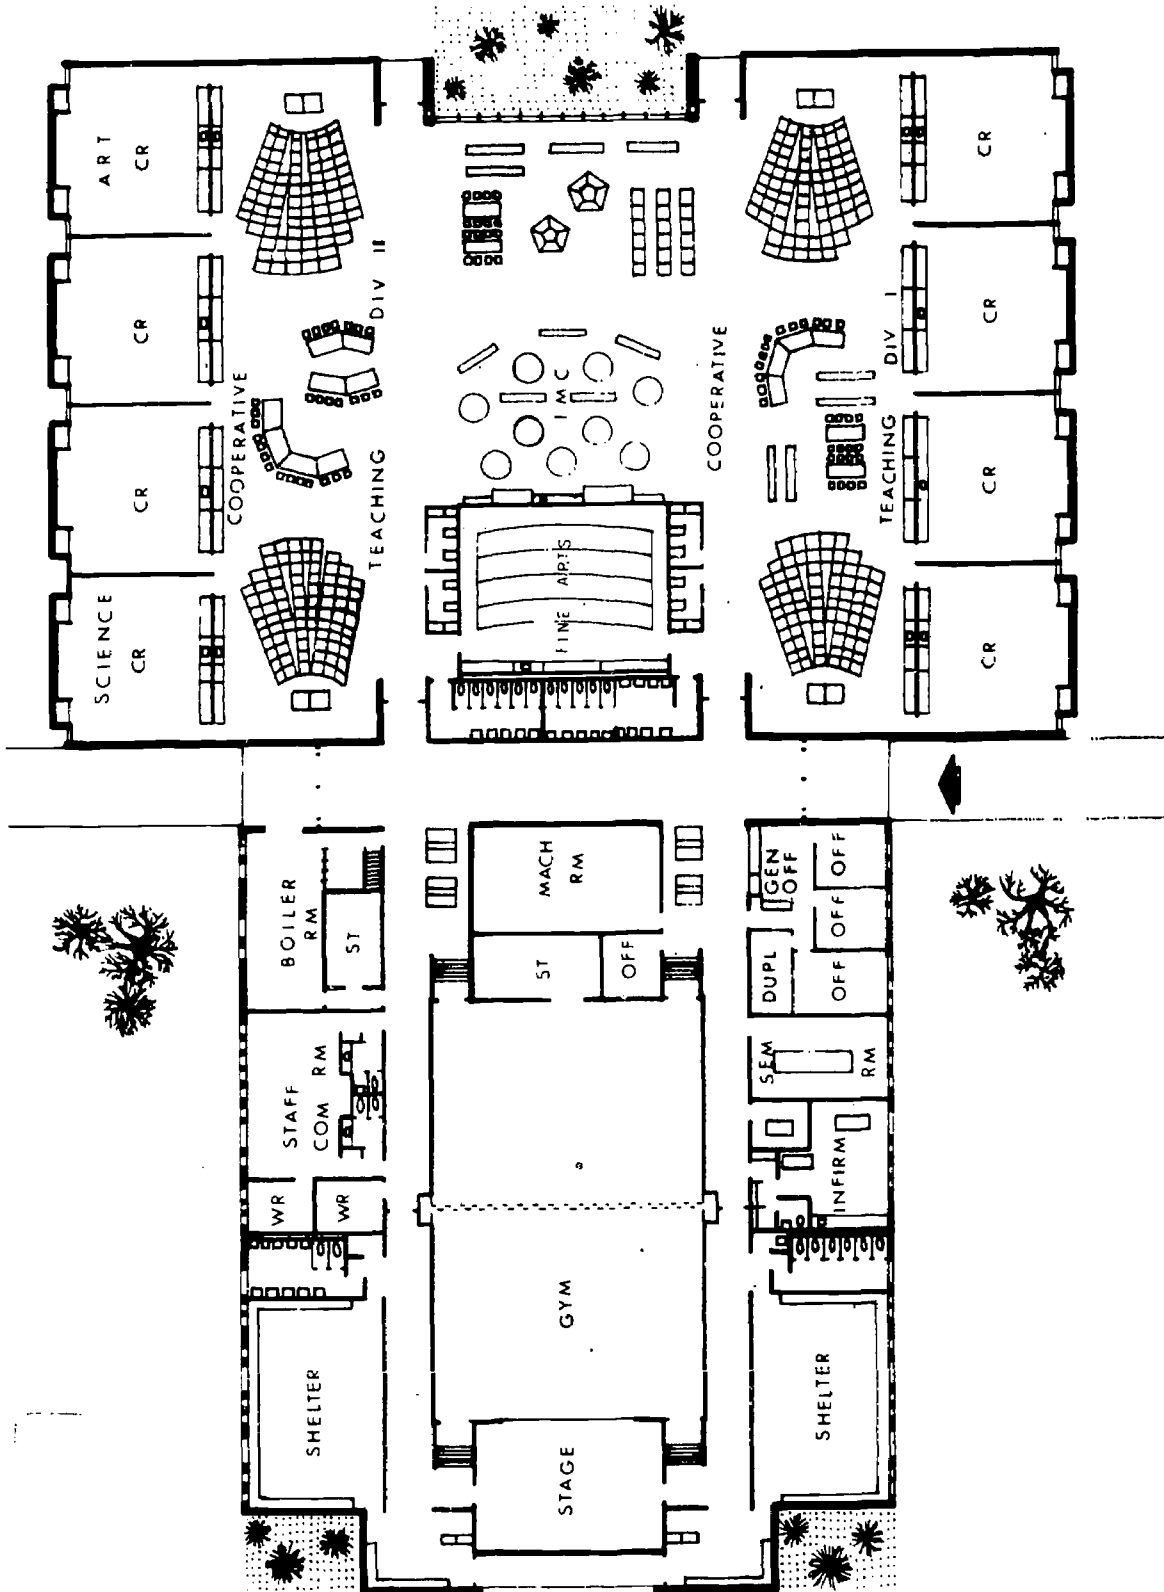 ART
CR
CR
CR
SCIENCE
CR
COOPERATIVE
TEACHING
DIV II
IMC
FINE ARTS
COOPERATIVE
TEACHING
DIV I
CR
CR
CR
CR
BOILER
RM
ST
MACH
RM
ST
OFF
GEN
OFF
OFF
OFF
DUPL
OFF
STAFF
COM RM
SEM
RM
WR
WR
INFIRM
GYM
SHELTER
SHELTER
STAGE